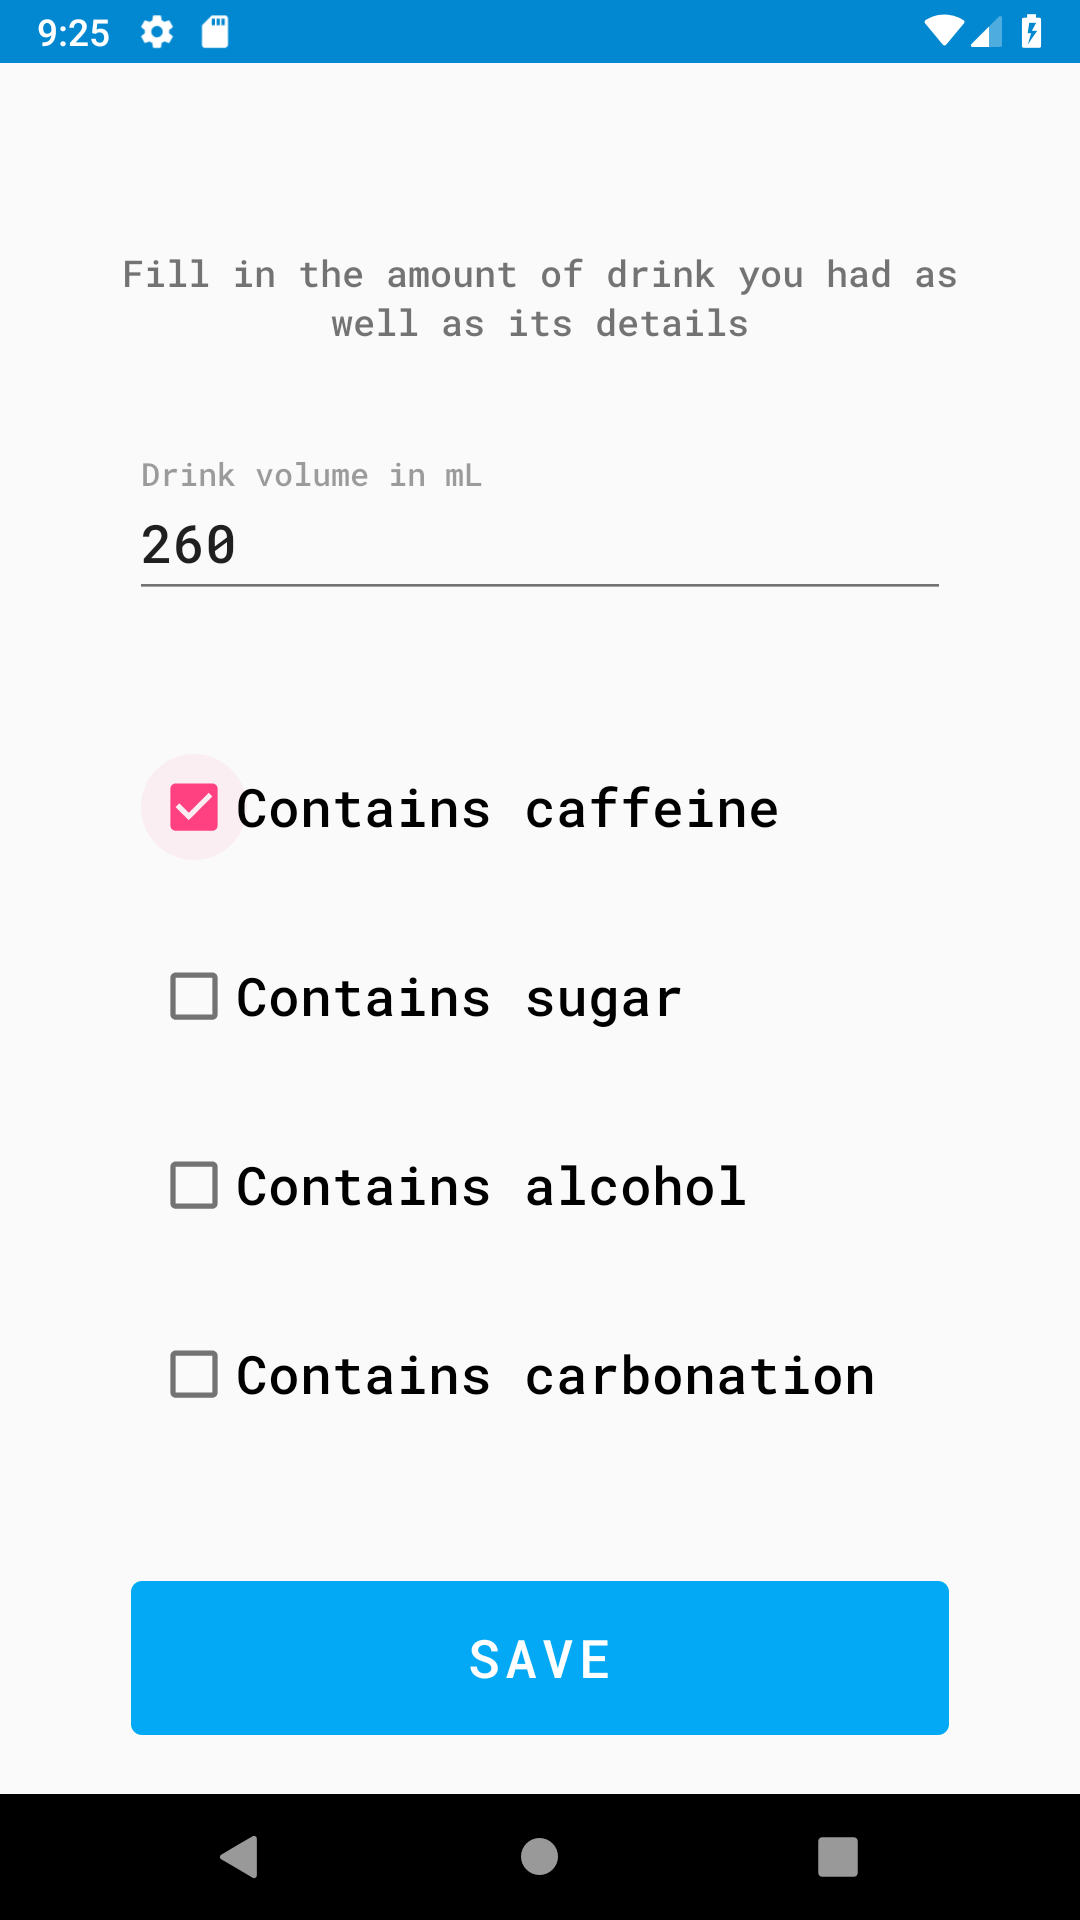 9:25
Fill in the amount of drink you had as
well as its details
Drink volume in mL
260
Contains caffeine
Contains sugar
Contains alcohol
Contains carbonation
SAVE